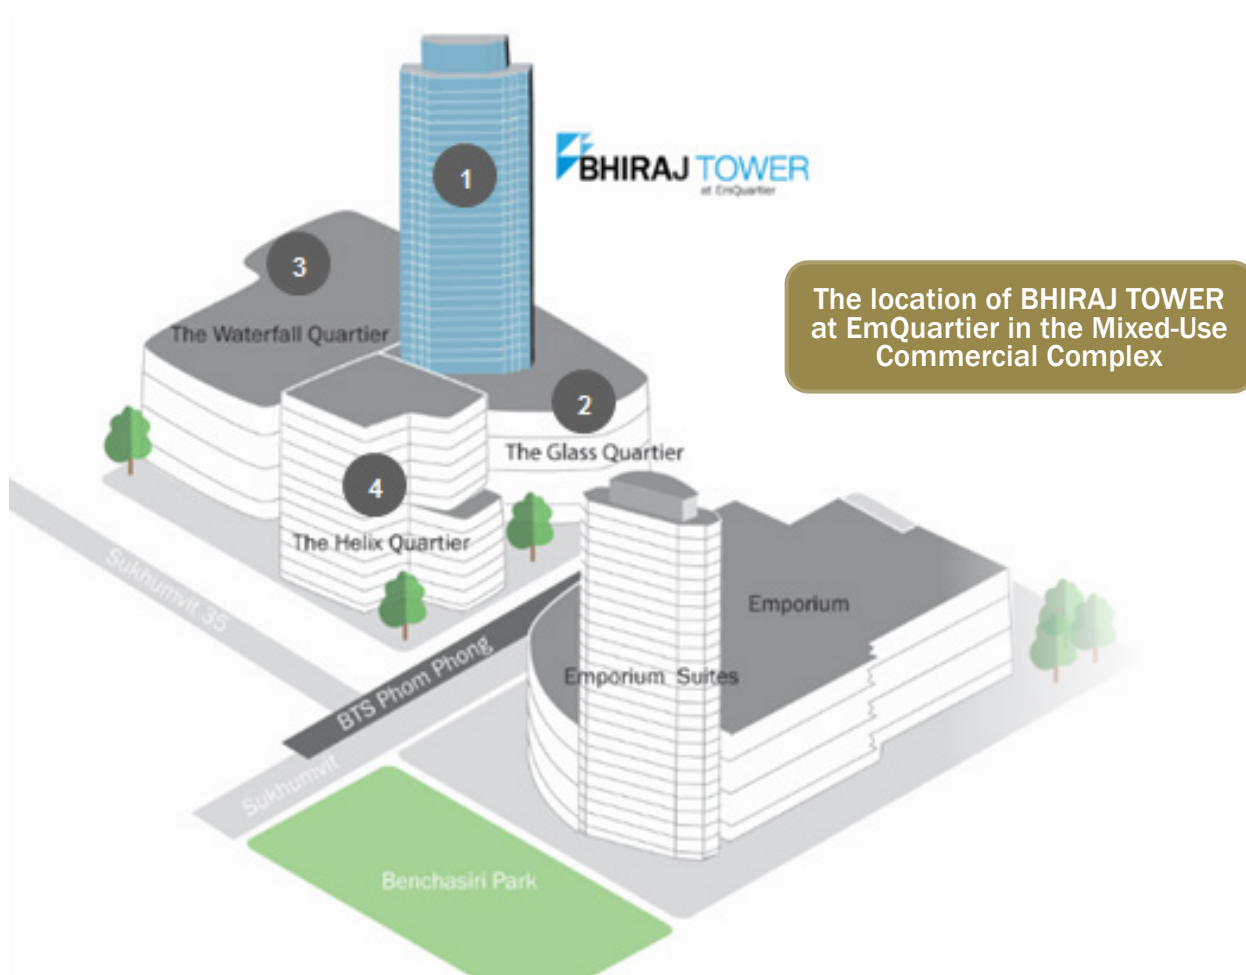 1
BHIRAJ TOWER
at EmQuartier
3
The Waterfall Quartier
The location of BHIRAJ TOWER
at EmQuartier in the Mixed-Use
Commercial Complex
2
The Glass Quartier
4
The Helix Quartier
Sukhumvit 35
Emporium
Emporium Suites
BTS Phom Phong
Sukhumvit
Benchasiri Park